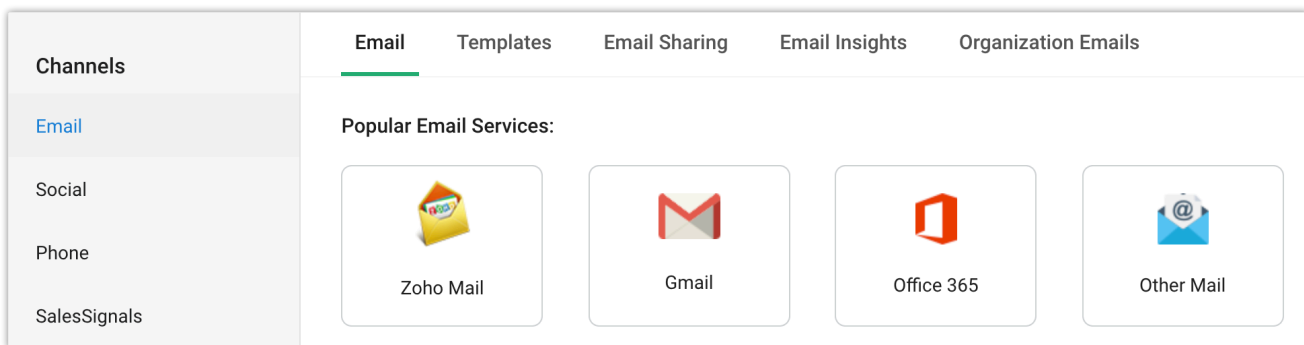 Channels
Email
Social
Phone
SalesSignals
Email Templates Email Sharing Email Insights Organization Emails
Popular Email Services:
Zoho Mail
Gmail
Office 365
Other Mail